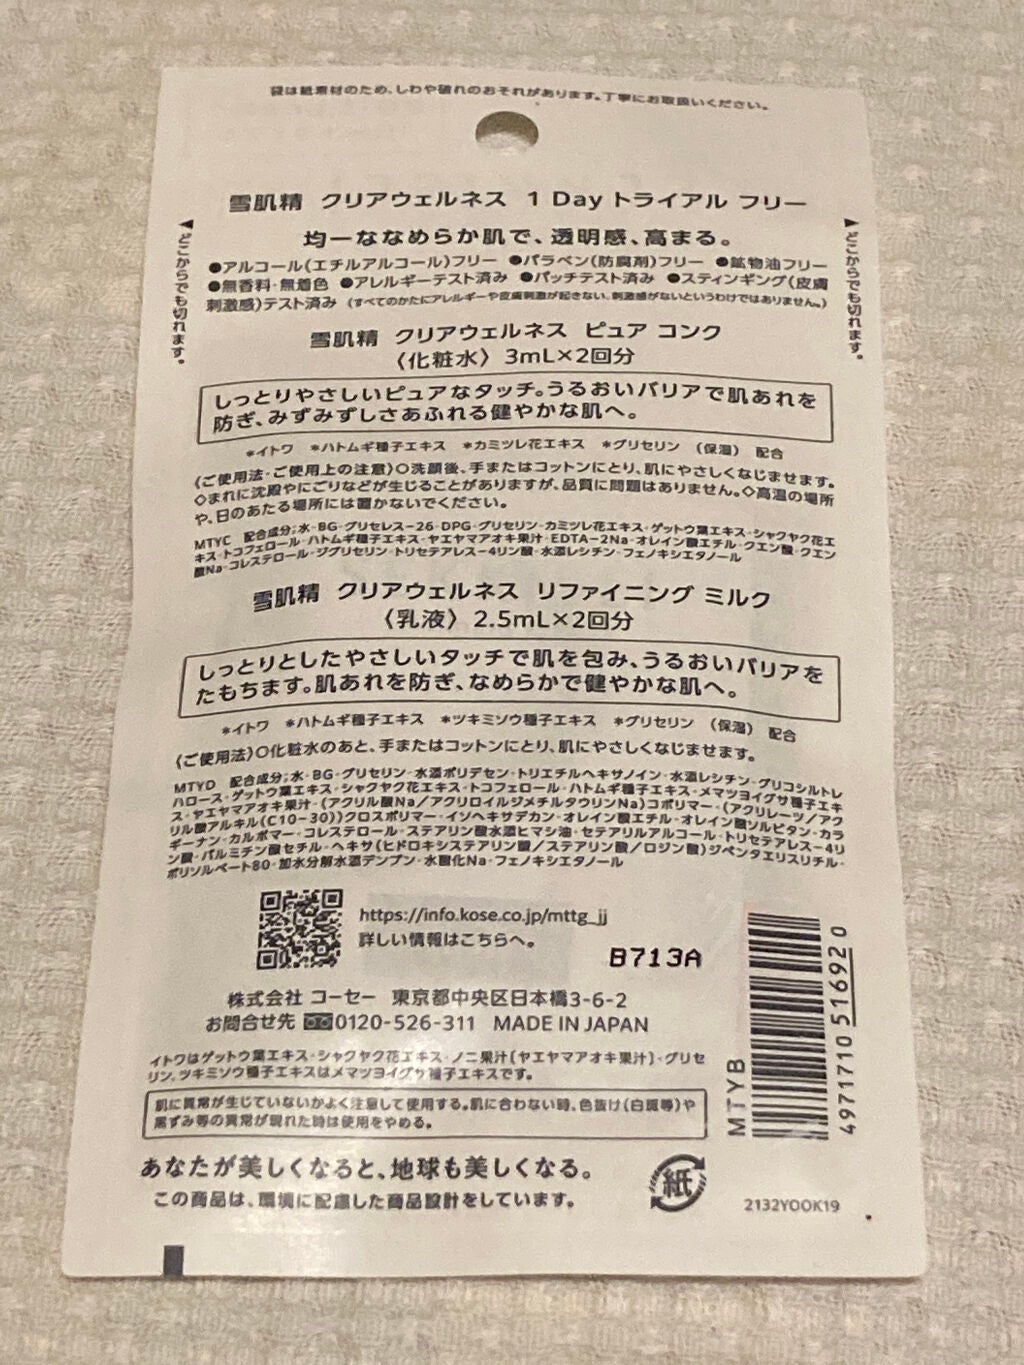 袋は紙素材のため、しわや破れのおそれがあります。丁寧にお取扱いください。
雪肌精 クリアウェルネス 1 Day トライアル フリー
均一ななめらか肌で、透明感、高まる。
◀どこからでも切れます。
▶どこからでも切れます。
●アルコール(エチルアルコール)フリー ●パラベン(防腐剤)フリー ●鉱物油フリー
●無香料・無着色 ●アレルギーテスト済み ●パッチテスト済み ●スティンギング(皮膚
刺激感)テスト済み (すべてのかたにアレルギーや皮膚刺激が起きない、刺激感がないというわけではありません。)
雪肌精 クリアウェルネス ピュア コンク
〈化粧水〉 3mL×2回分
しっとりやさしいピュアなタッチ。うるおいバリアで肌あれを
防ぎ、みずみずしさあふれる健やかな肌へ。
*イトワ *ハトムギ種子エキス *カミツレ花エキス *グリセリン (保湿) 配合
〈ご使用法・ご使用上の注意〉○洗顔後、手またはコットンにとり、肌にやさしくなじませます。
◇まれに沈殿やにごりなどが生じることがありますが、品質に問題はありません。◇高温の場所
や、日のあたる場所には置かないでください。
MTYC 配合成分;水・BG・グリセレス-26・DPG・グリセリン・カミツレ花エキス・ゲットウ葉エキス・シャクヤク花エ
キス・トコフェロール・ハトムギ種子エキス・ヤエヤマアオキ果汁・EDTA-2Na・オレイン酸エチル・クエン酸・クエン
酸Na・コレステロール・ジグリセリン・トリセテアレス-4リン酸・水添レシチン・フェノキシエタノール
雪肌精 クリアウェルネス リファイニング ミルク
〈乳液〉 2.5mL×2回分
しっとりとしたやさしいタッチで肌を包み、うるおいバリアを
たもちます。肌あれを防ぎ、なめらかで健やかな肌へ。
*イトワ *ハトムギ種子エキス *ツキミソウ種子エキス *グリセリン (保湿) 配合
〈ご使用法〉○化粧水のあと、手またはコットンにとり、肌にやさしくなじませます。
MTYD 配合成分;水・BG・グリセリン・水添ポリデセン・トリエチルヘキサノイン・水添レシチン・グリコシルトレ
ハロース・ゲットウ葉エキス・シャクヤク花エキス・トコフェロール・ハトムギ種子エキス・メマツヨイグサ種子エキ
ス・ヤエヤマアオキ果汁・(アクリル酸Na/アクリロイルジメチルタウリンNa)コポリマー・(アクリレーツ/アク
リル酸アルキル(C10-30))クロスポリマー・イソヘキサデカン・オレイン酸エチル・オレイン酸ソルビタン・カラ
ギーナン・カルボマー・コレステロール・ステアリン酸水添ヒマシ油・セテアリルアルコール・トリセテアレス-4リ
ン酸・パルミチン酸セチル・ヘキサ(ヒドロキシステアリン酸/ステアリン酸/ロジン酸)ジペンタエリスリチル・
ポリソルベート80・加水分解水添デンプン・水酸化Na・フェノキシエタノール
https://info.kose.co.jp/mttg_jj
詳しい情報はこちらへ。
B713A
株式会社 コーセー 東京都中央区日本橋3-6-2
お問合せ先 0120-526-311 MADE IN JAPAN
イトワはゲットウ葉エキス・シャクヤク花エキス・ノニ果汁(ヤエヤマアオキ果汁)・グリセ
リン。ツキミソウ種子エキスはメマツヨイグサ種子エキスです。
肌に異常が生じていないかよく注意して使用する。肌に合わない時、色抜け(白斑等)や
黒ずみ等の異常が現れた時は使用をやめる。
MTYB
4971710 516920
あなたが美しくなると、地球も美しくなる。
この商品は、環境に配慮した商品設計をしています。
紙
2132YOOK19